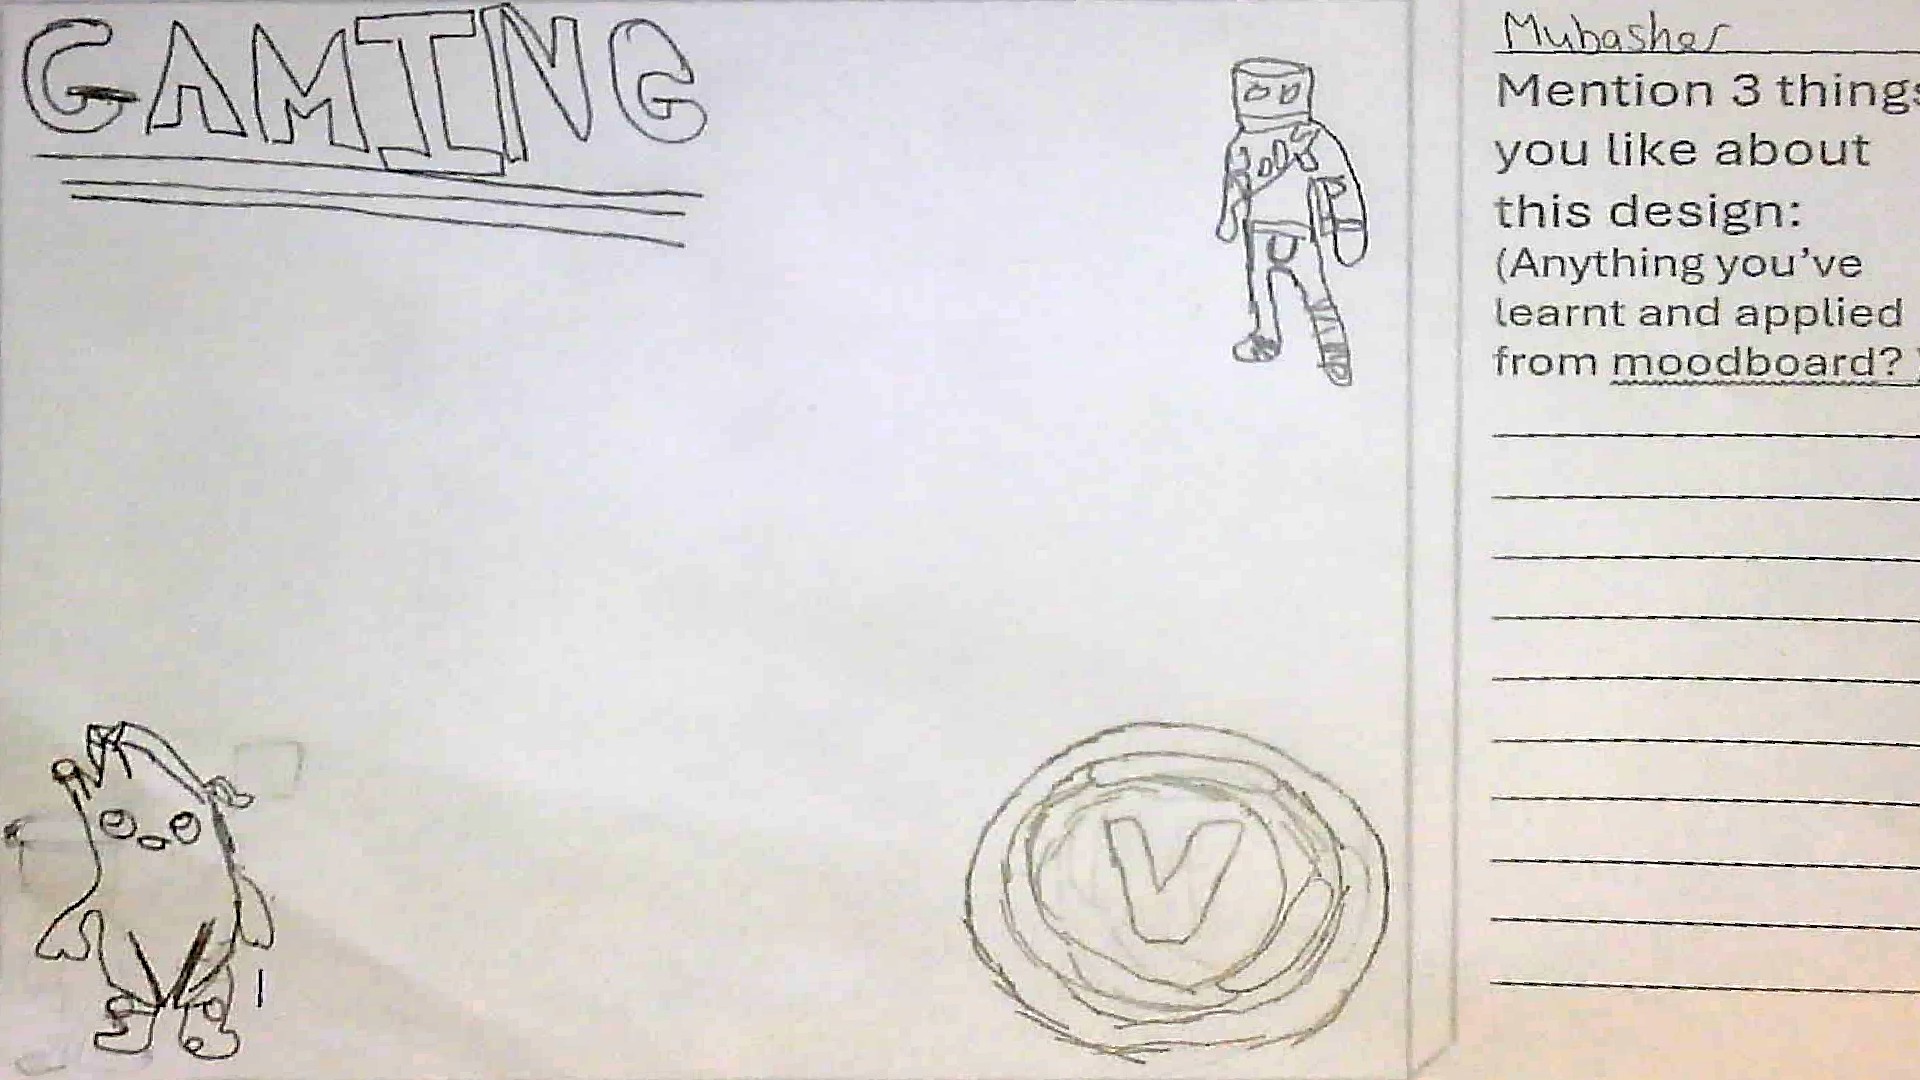 GAMING
V
Mubasher
Mention 3 things
you like about
this design:
(Anything you've
learnt and applied
from moodboard? )